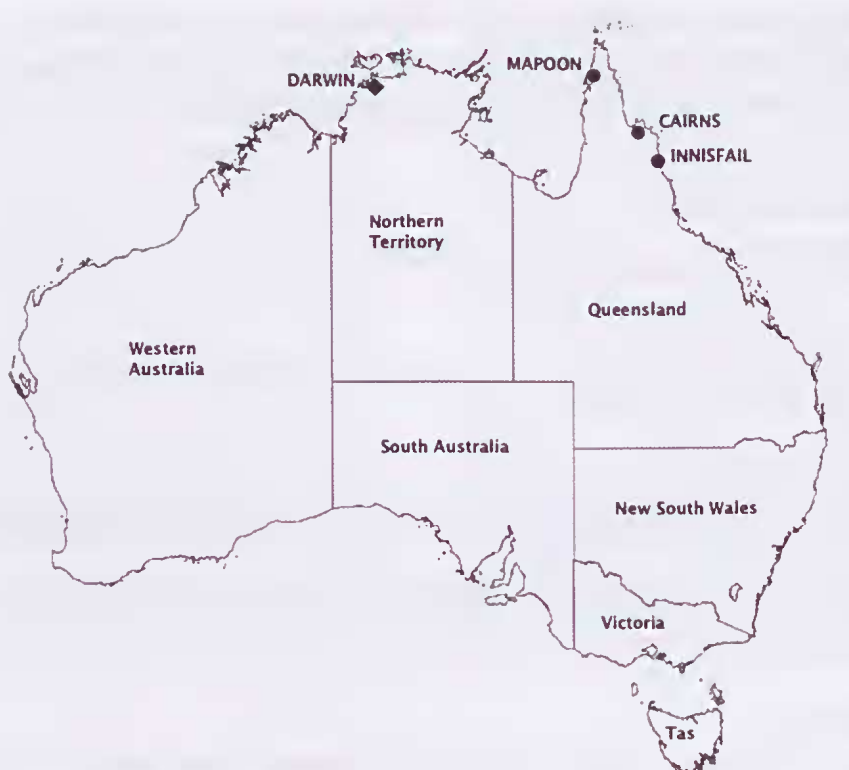 MAPOON
DARWIN
CAIRNS
INNISFAIL
Northern
Territory
Queensland
Western
Australia
South Australia
New South Wales
Victoria
Tas